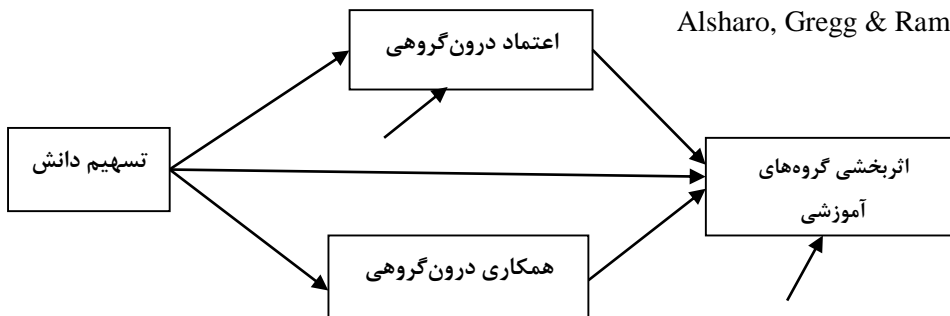 Alsharo, Gregg & Ram
اعتماد درون‌گروهی
تسهیم دانش
اثربخشی گروه‌های
آموزشی
همکاری درون‌گروهی